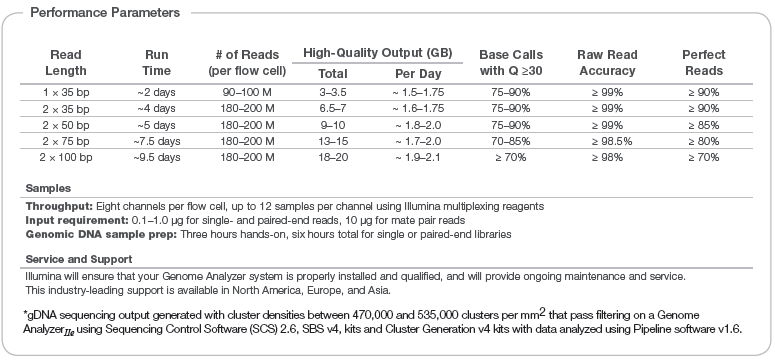 Performance Parameters
Read Length Run Time # of Reads (per flow cell) High-Quality Output (GB) Base Calls with Q ≥30 Raw Read Accuracy Perfect Reads
Total Per Day
1 × 35 bp ~2 days 90–100 M 3–3.5 ~ 1.5–1.75 75–90% ≥ 99% ≥ 90%
2 × 35 bp ~4 days 180–200 M 6.5–7 ~ 1.6–1.75 75–90% ≥ 99% ≥ 90%
2 × 50 bp ~5 days 180–200 M 9–10 ~ 1.8–2.0 75–90% ≥ 99% ≥ 85%
2 × 75 bp ~7.5 days 180–200 M 13–15 ~ 1.7–2.0 70–85% ≥ 98.5% ≥ 80%
2 × 100 bp ~9.5 days 180–200 M 18–20 ~ 1.9–2.1 ≥ 70% ≥ 98% ≥ 70%
Samples
Throughput: Eight channels per flow cell, up to 12 samples per channel using Illumina multiplexing reagents
Input requirement: 0.1–1.0 µg for single- and paired-end reads, 10 µg for mate pair reads
Genomic DNA sample prep: Three hours hands-on, six hours total for single or paired-end libraries
Service and Support
Illumina will ensure that your Genome Analyzer system is properly installed and qualified, and will provide ongoing maintenance and service.
This industry-leading support is available in North America, Europe, and Asia.
*gDNA sequencing output generated with cluster densities between 470,000 and 535,000 clusters per mm2 that pass filtering on a Genome
AnalyzerIIe using Sequencing Control Software (SCS) 2.6, SBS v4, kits and Cluster Generation v4 kits with data analyzed using Pipeline software v1.6.